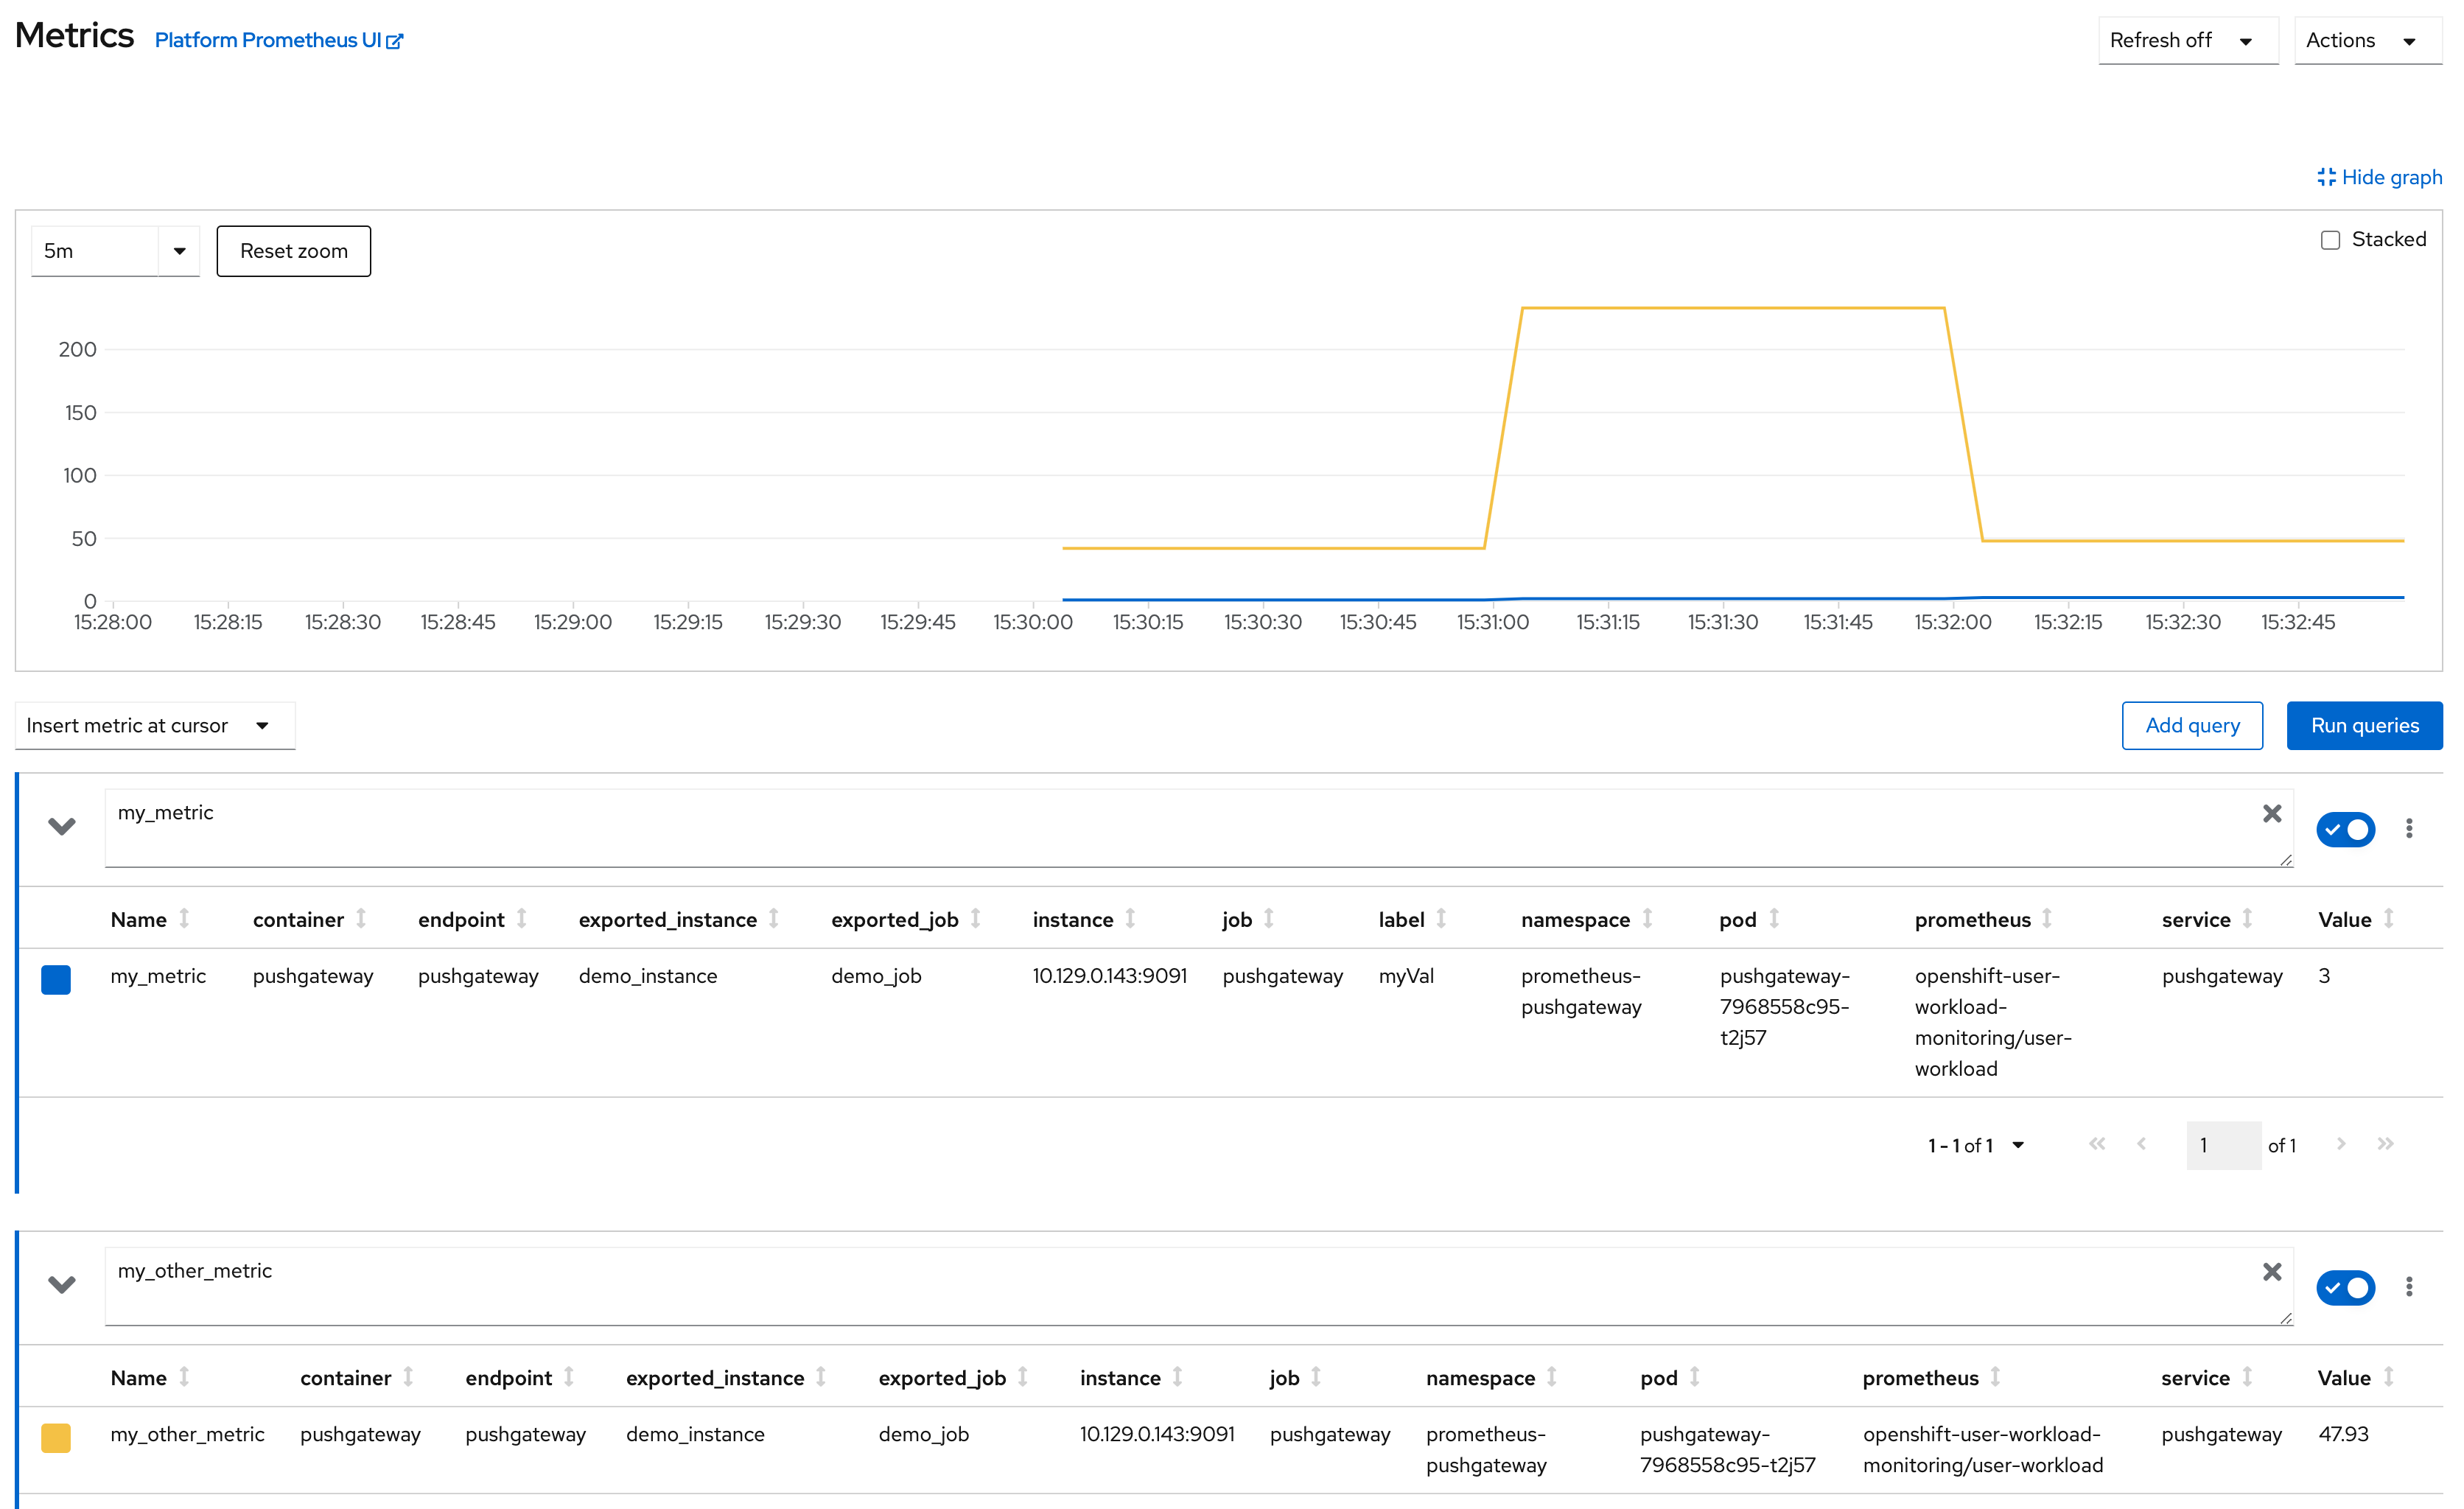 Metrics Platform Prometheus UI
Refresh off Actions
Hide graph
5m Reset zoom Stacked
200
150
100
50
0
15:28:00 15:28:15 15:28:30 15:28:45 15:29:00 15:29:15 15:29:30 15:29:45 15:30:00 15:30:15 15:30:30 15:30:45 15:31:00 15:31:15 15:31:30 15:31:45 15:32:00 15:32:15 15:32:30 15:32:45
Insert metric at cursor Add query Run queries
my_metric
Name container endpoint exported_instance exported_job instance job label namespace pod prometheus service Value
my_metric pushgateway pushgateway demo_instance demo_job 10.129.0.143:9091 pushgateway myVal prometheus- pushgateway- openshift-user- pushgateway 3
pushgateway 7968558c95- workload-
t2j57 monitoring/user-
workload
1 - 1 of 1 1 of 1
my_other_metric
Name container endpoint exported_instance exported_job instance job namespace pod prometheus service Value
my_other_metric pushgateway pushgateway demo_instance demo_job 10.129.0.143:9091 pushgateway prometheus- pushgateway- openshift-user-workload- pushgateway 47.93
pushgateway 7968558c95-t2j57 monitoring/user-workload